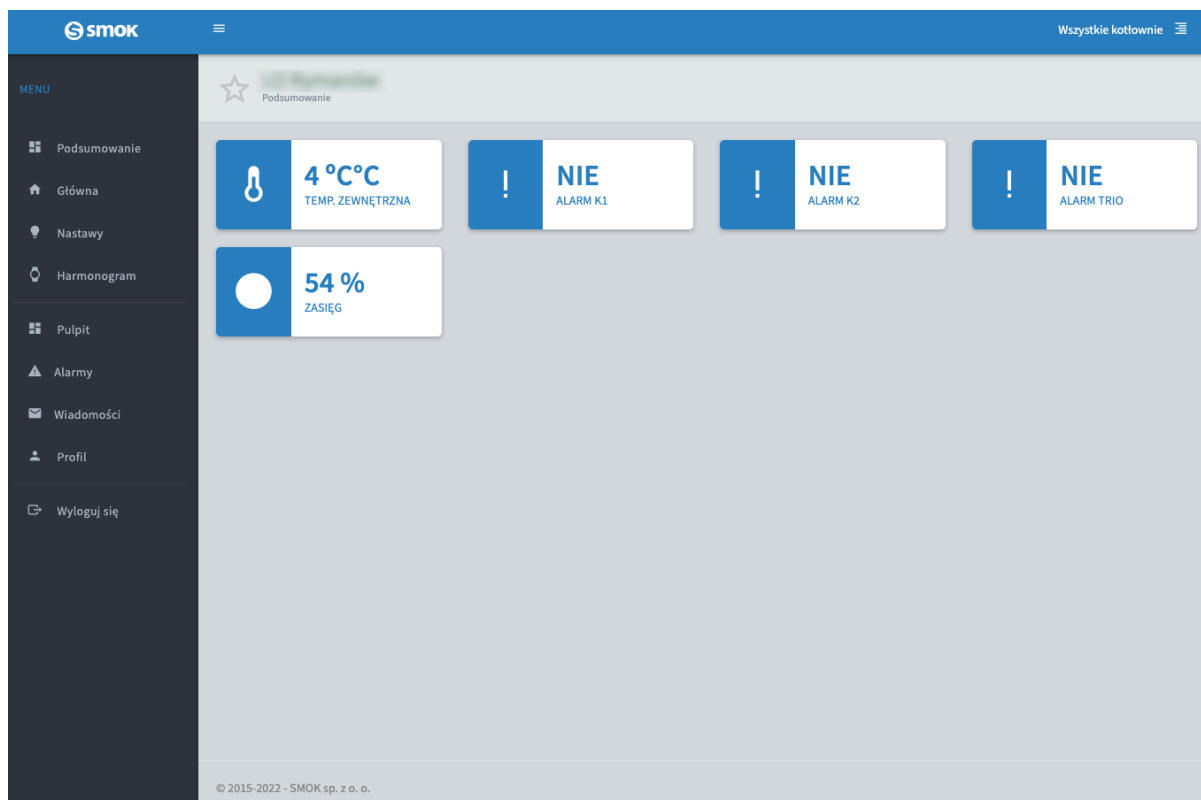 smok
Wszystkie kotłownie
MENU
Podsumowanie
Podsumowanie
Główna
Nastawy
Harmonogram
Pulpit
Alarmy
Wiadomości
Profil
Wyloguj się
4 °C°C
TEMP. ZEWNĘTRZNA
NIE
ALARM K1
NIE
ALARM K2
NIE
ALARM TRIO
54 %
ZASIĘG
© 2015-2022 - SMOK sp. z o. o.